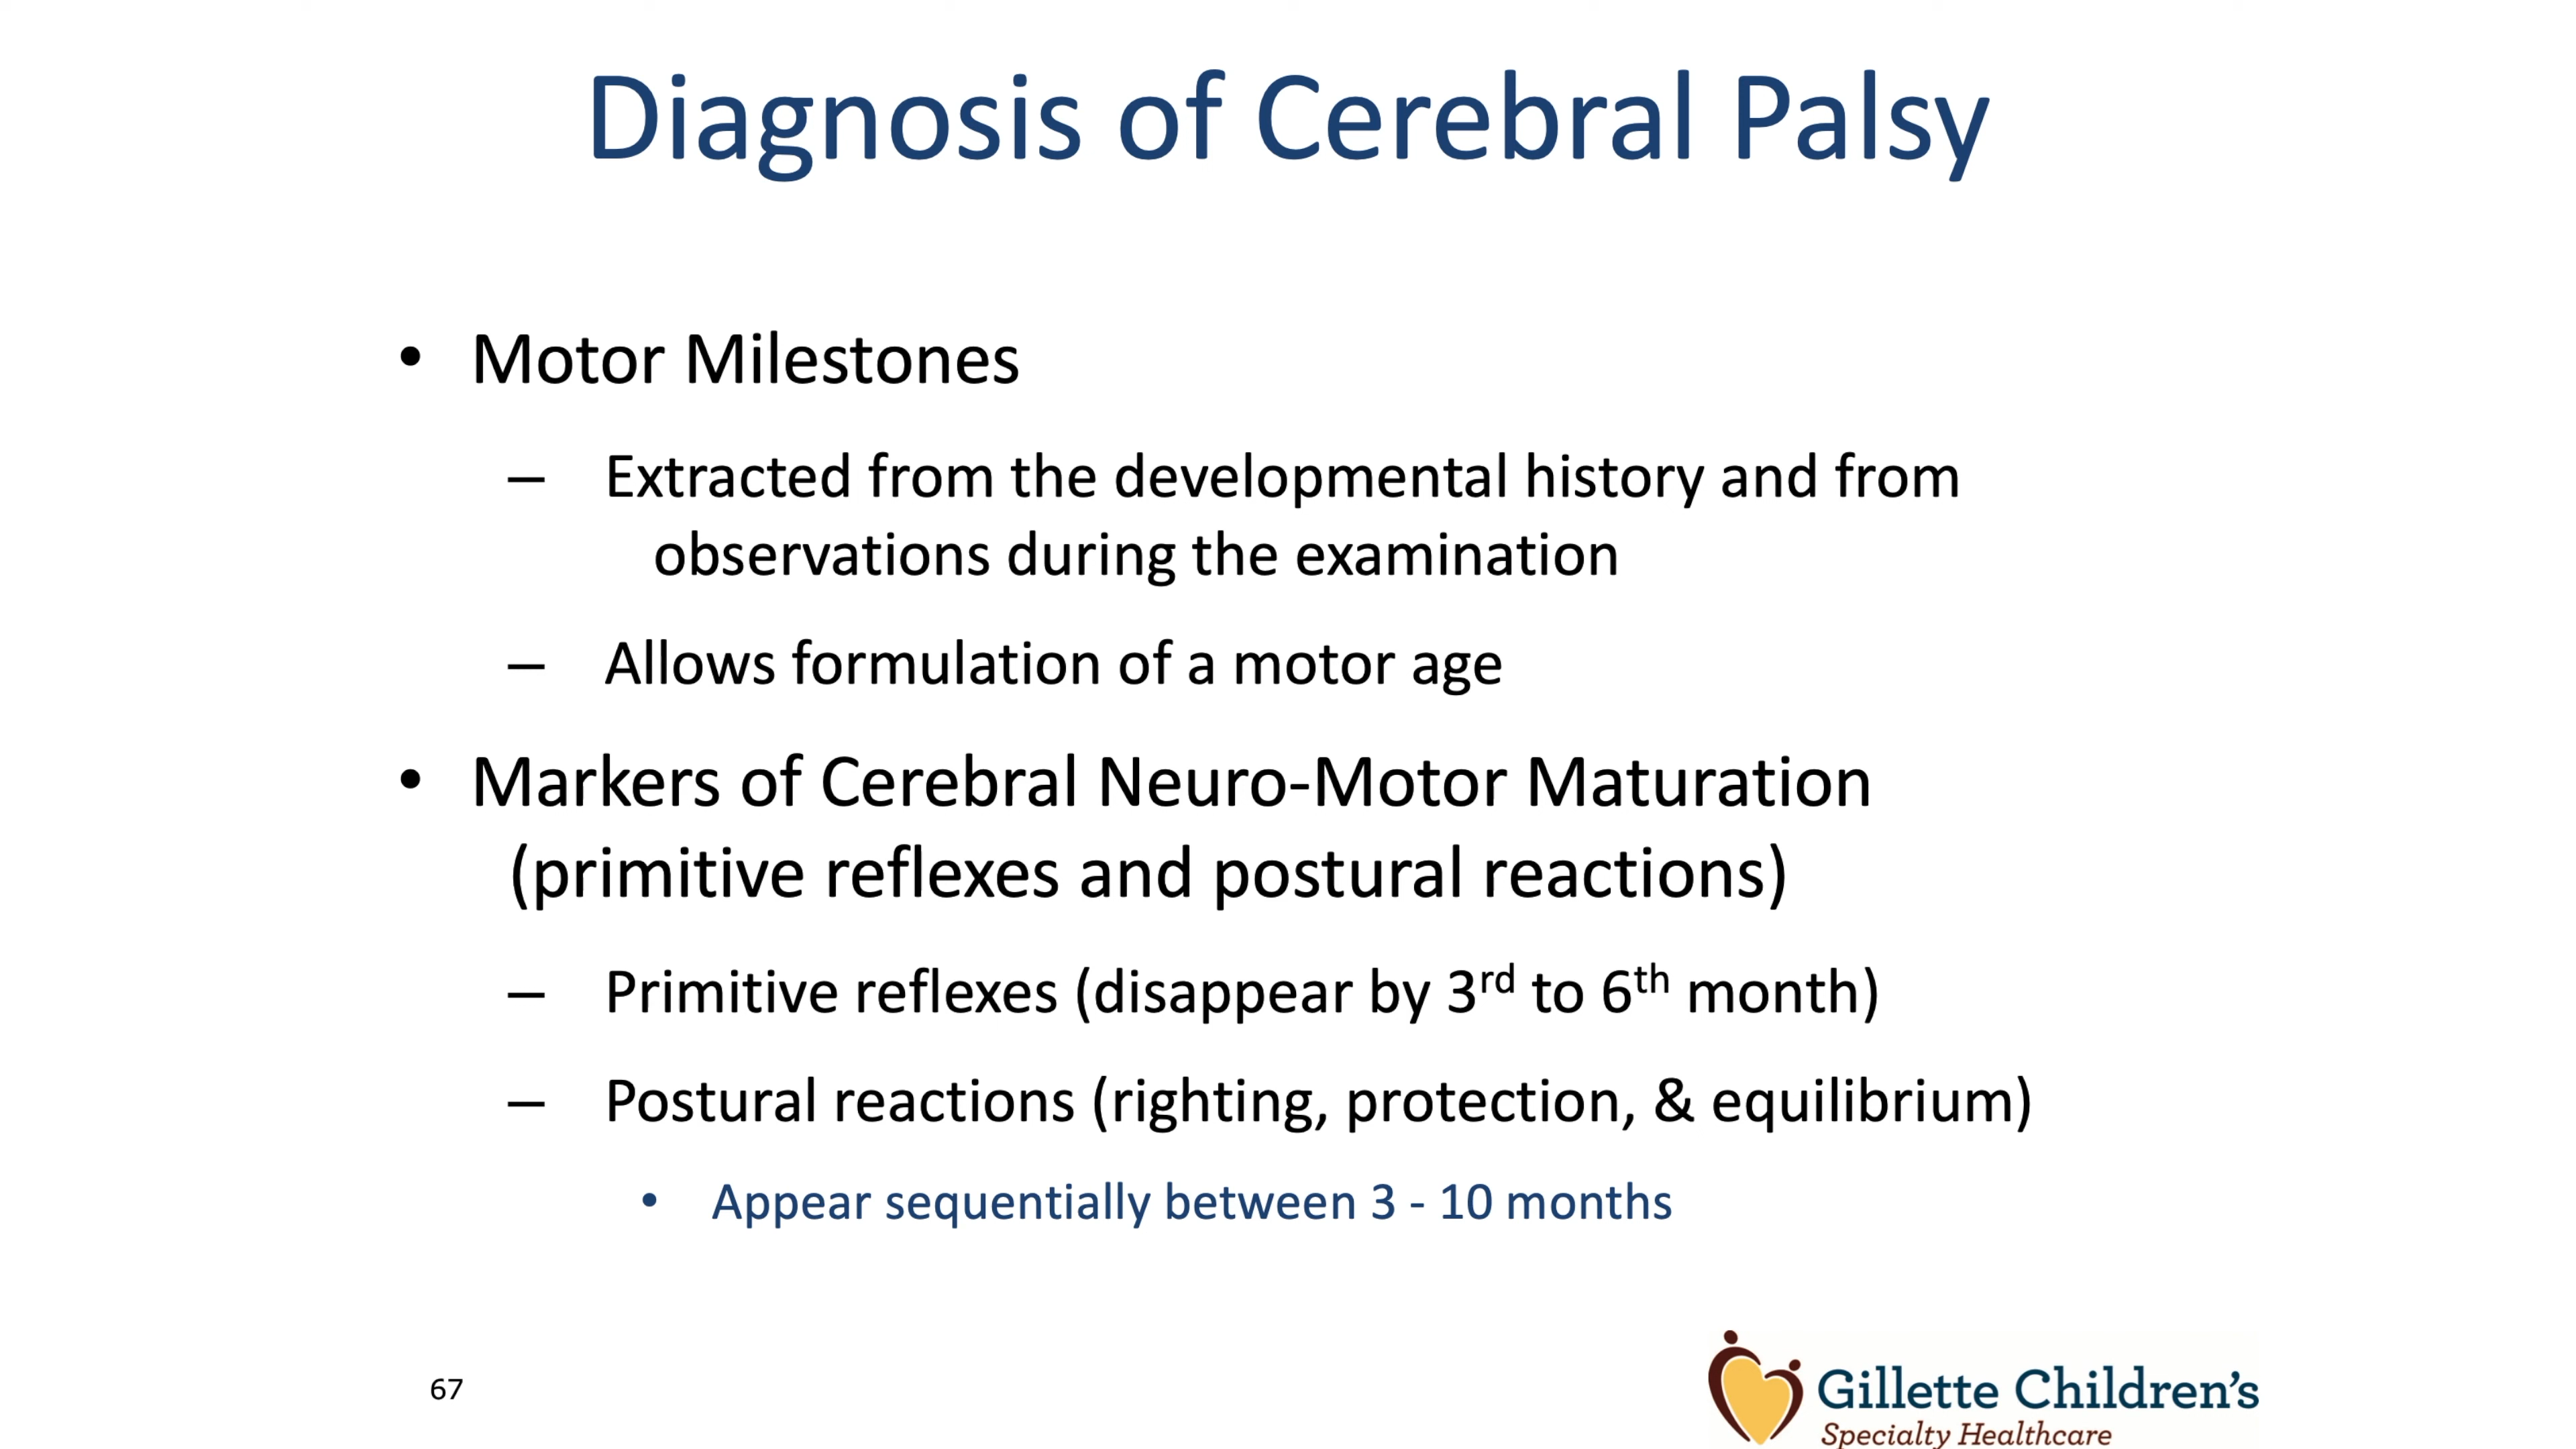 Diagnosis of Cerebral Palsy
• Motor Milestones
– Extracted from the developmental history and from
observations during the examination
– Allows formulation of a motor age
• Markers of Cerebral Neuro-Motor Maturation
(primitive reflexes and postural reactions)
– Primitive reflexes (disappear by 3rd to 6th month)
– Postural reactions (righting, protection, & equilibrium)
• Appear sequentially between 3 - 10 months
67
Gillette Children's
Specialty Healthcare